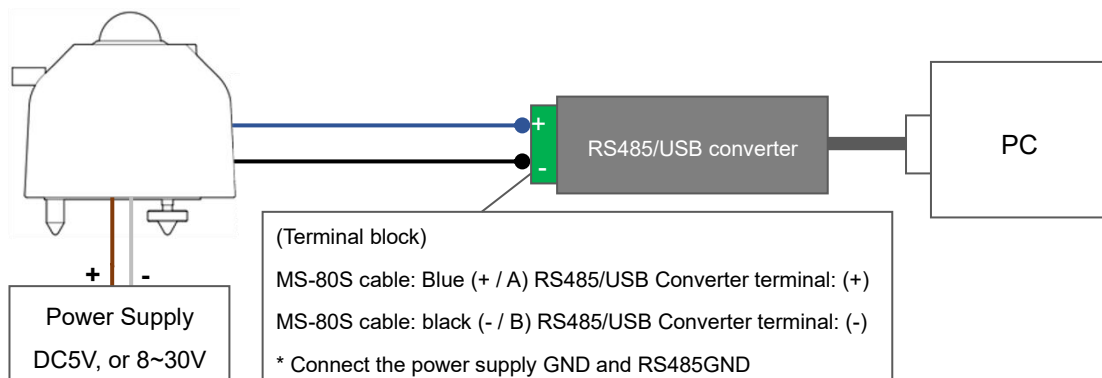 +
-
RS485/USB converter
PC
(Terminal block)
MS-80S cable: Blue (+ / A) RS485/USB Converter terminal: (+)
MS-80S cable: black (- / B) RS485/USB Converter terminal: (-)
* Connect the power supply GND and RS485GND
+ -
Power Supply
DC5V, or 8~30V